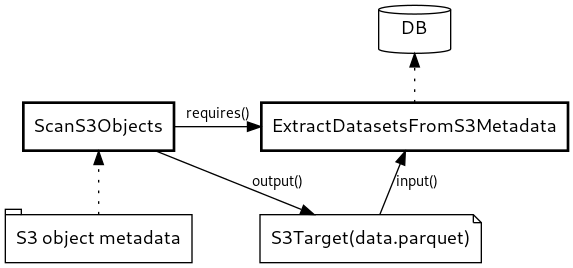 DB
requires()
ScanS3Objects
ExtractDatasetsFromS3Metadata
output()
input()
S3 object metadata
S3Target(data.parquet)